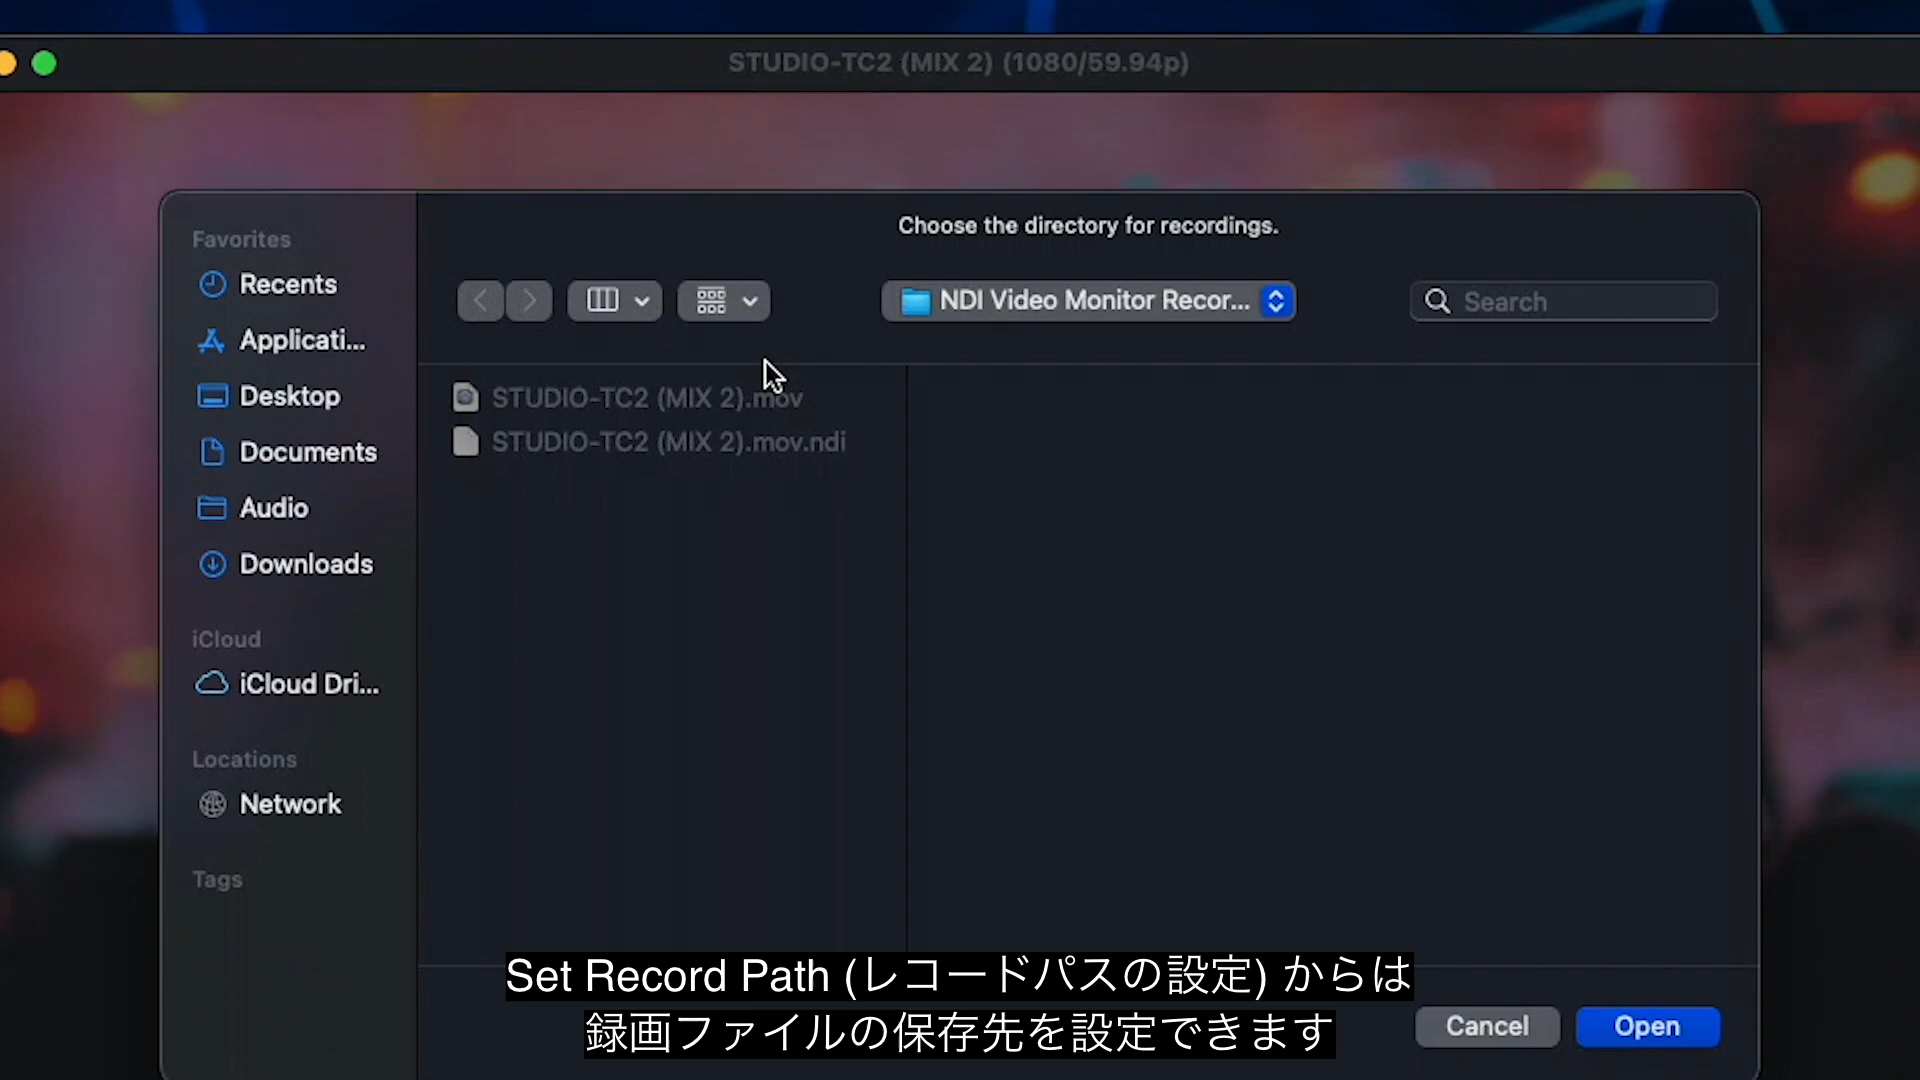 STUDIO-TC2 (MIX 2) (1080/59.94p)
Choose the directory for recordings.
Favorites
Recents
Applicati...
Desktop
Documents
Audio
Downloads
iCloud
iCloud Dri...
Locations
Network
Tags
NDI Video Monitor Recor...
Search
STUDIO-TC2 (MIX 2).mov
STUDIO-TC2 (MIX 2).mov.ndi
Set Record Path (レコードパスの設定) からは
録画ファイルの保存先を設定できます
Cancel
Open